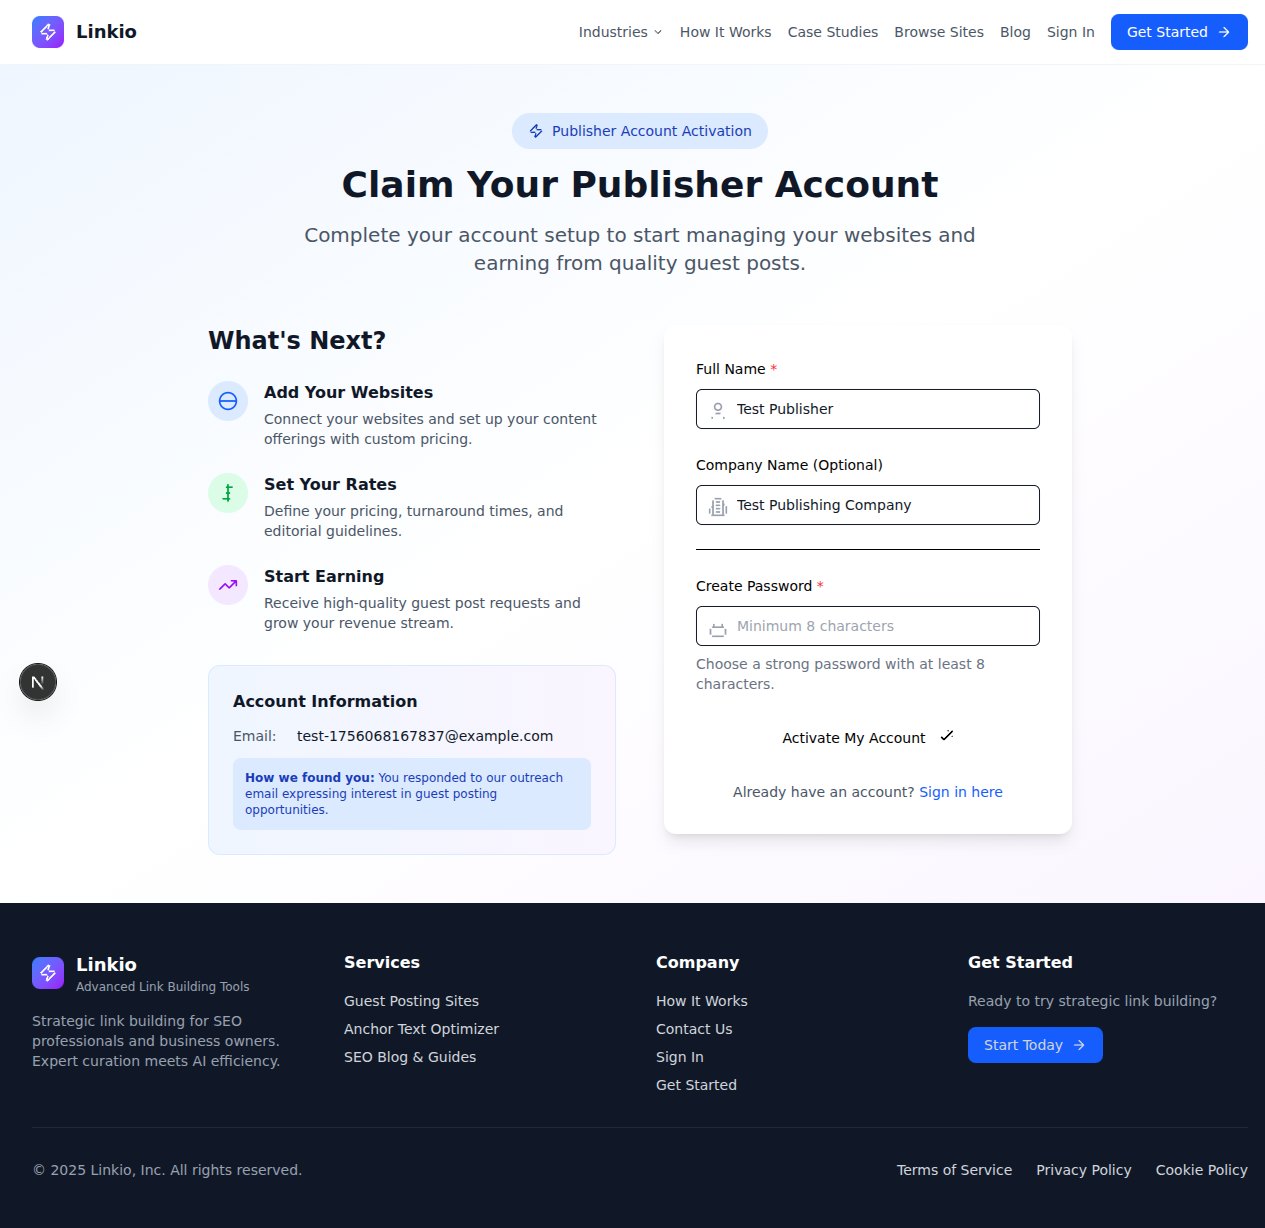 Linkio
Industries
How It Works
Case Studies
Browse Sites
Blog
Sign In
Get Started
Publisher Account Activation
Claim Your Publisher Account
Complete your account setup to start managing your websites and
earning from quality guest posts.
What's Next?
Add Your Websites
Connect your websites and set up your content
offerings with custom pricing.
Set Your Rates
Define your pricing, turnaround times, and
editorial guidelines.
Start Earning
Receive high-quality guest post requests and
grow your revenue stream.
Account Information
Email: test-1756068167837@example.com
How we found you: You responded to our outreach
email expressing interest in guest posting
opportunities.
Full Name *
Test Publisher
Company Name (Optional)
Test Publishing Company
Create Password *
Minimum 8 characters
Choose a strong password with at least 8
characters.
Activate My Account
Already have an account? Sign in here
N
Linkio
Advanced Link Building Tools
Strategic link building for SEO
professionals and business owners.
Expert curation meets AI efficiency.
Services
Guest Posting Sites
Anchor Text Optimizer
SEO Blog & Guides
Company
How It Works
Contact Us
Sign In
Get Started
Get Started
Ready to try strategic link building?
Start Today
© 2025 Linkio, Inc. All rights reserved.
Terms of Service
Privacy Policy
Cookie Policy